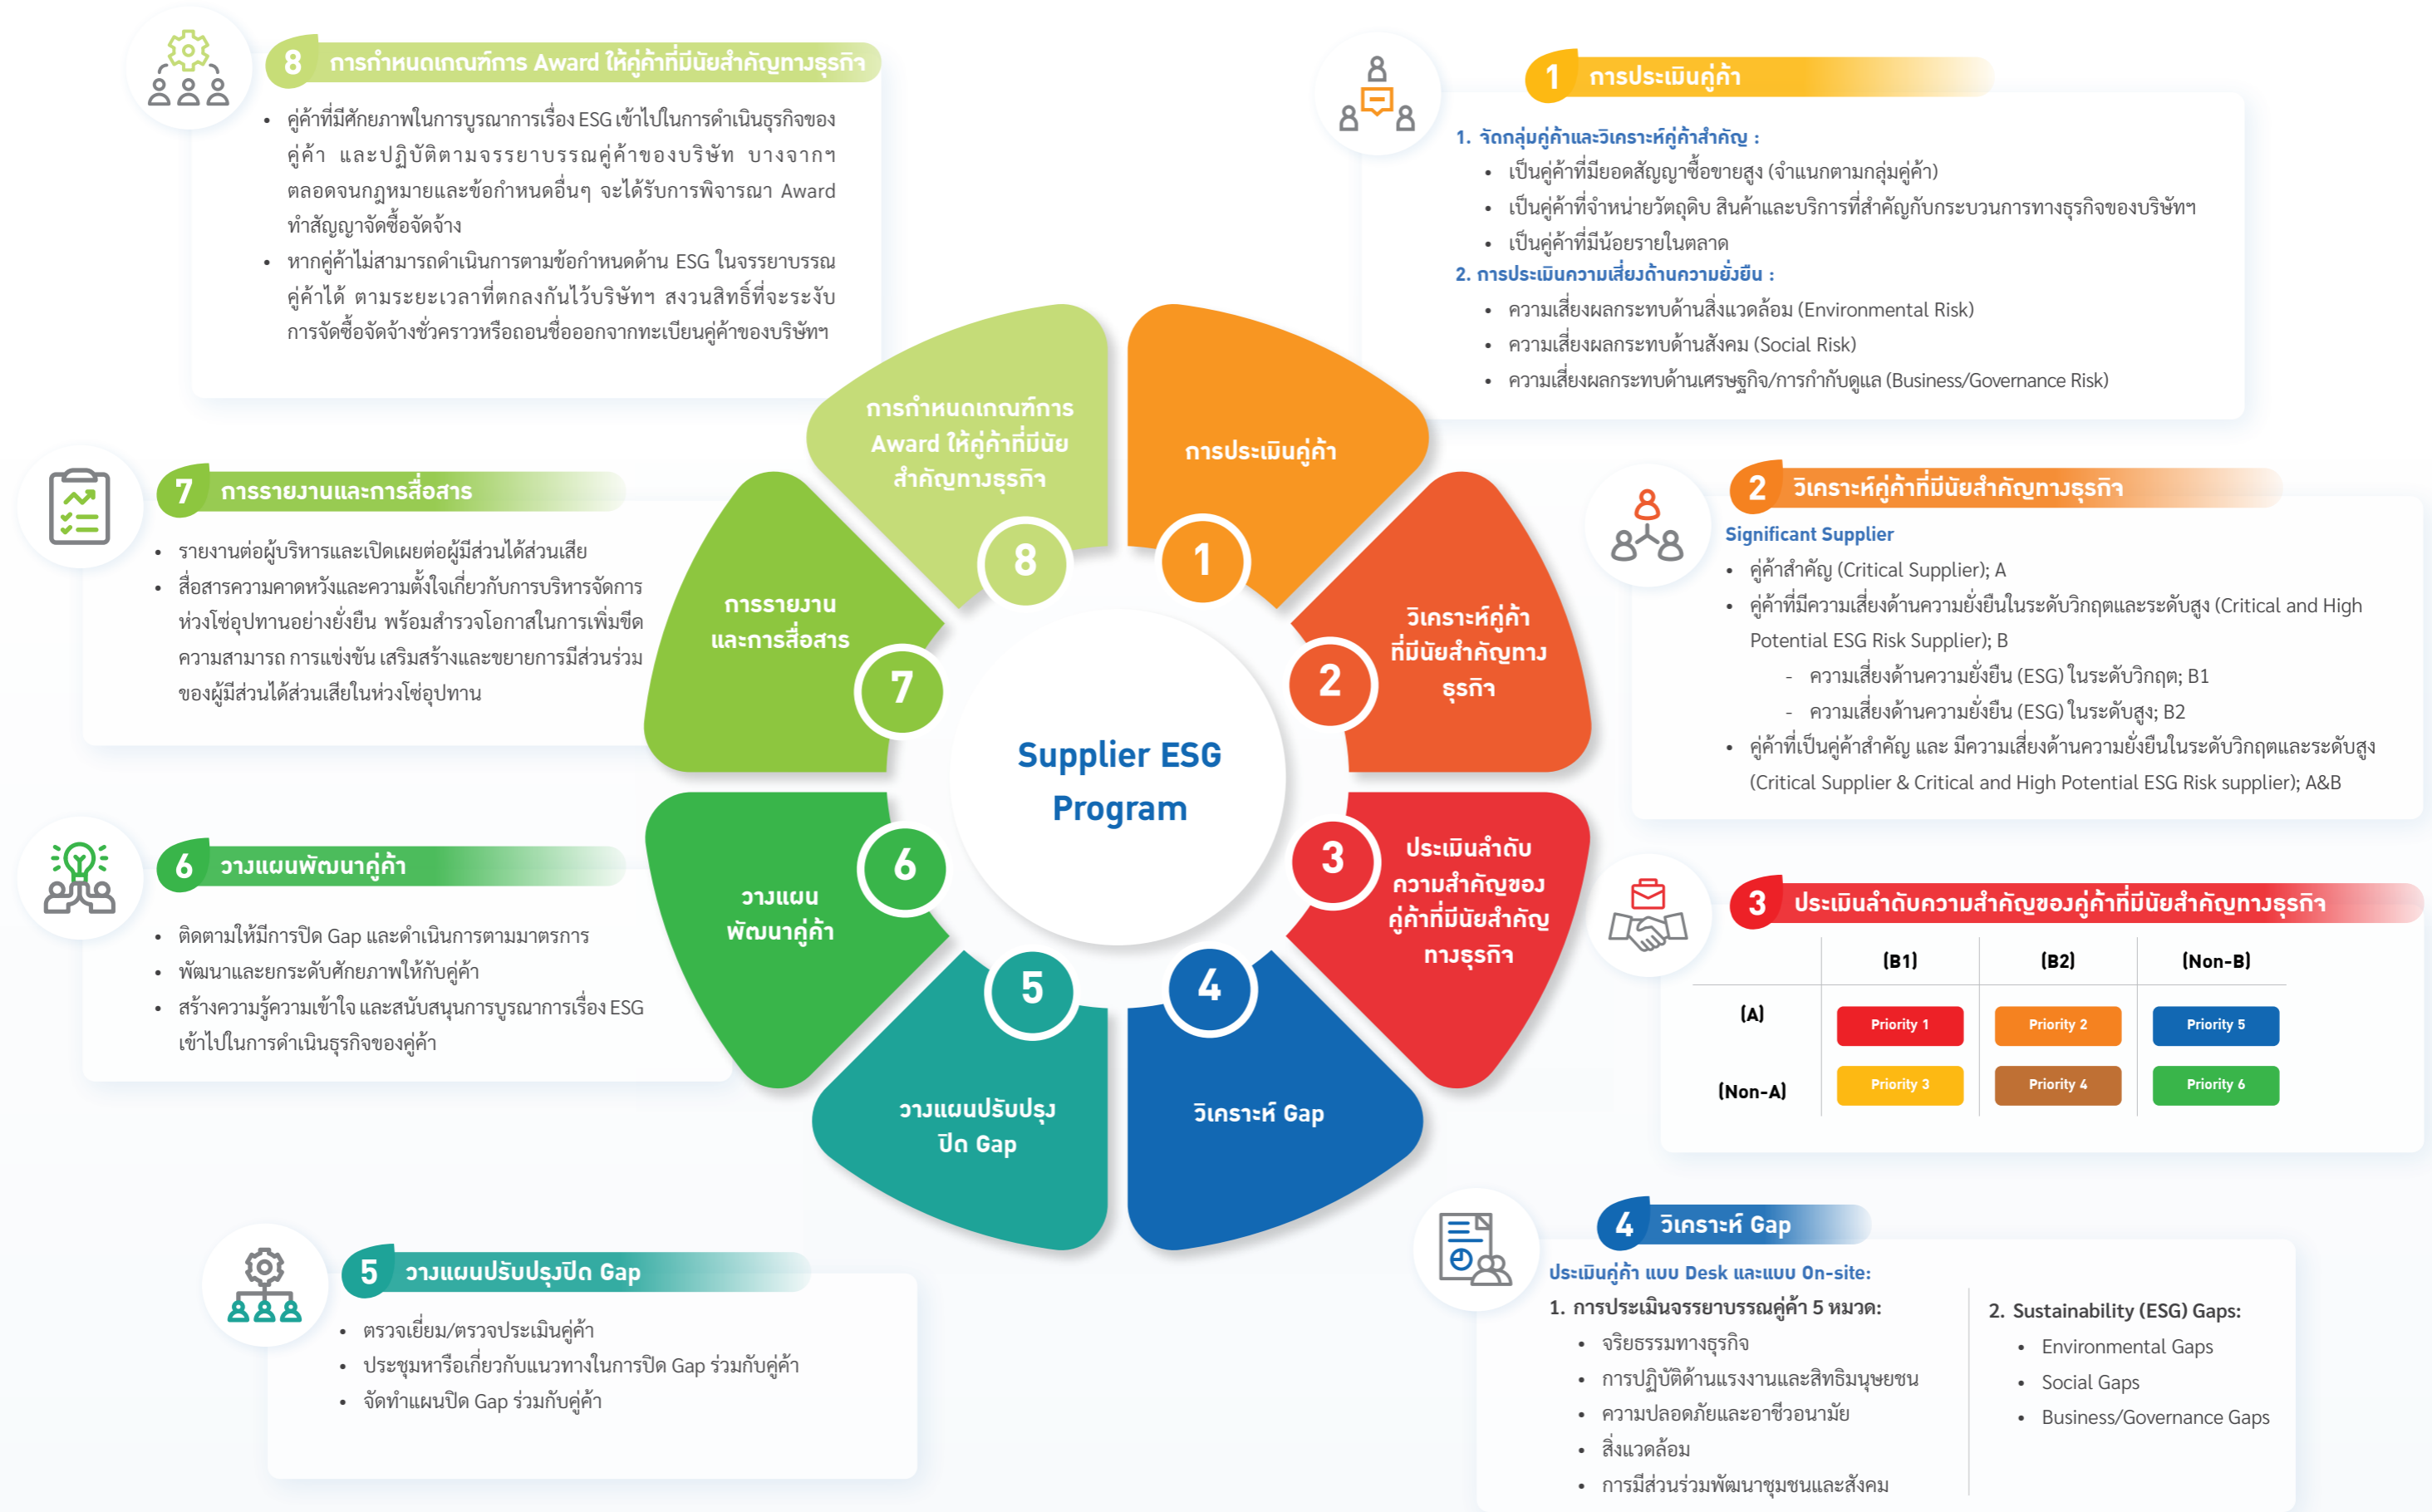 Supplier ESG
Program
การประเมินคู่ค้า
1
วิเคราะห์คู่ค้า
ที่มีนัยสำคัญทาง
ธุรกิจ
2
ประเมินลำดับ
ความสำคัญของ
คู่ค้าที่มีนัยสำคัญ
ทางธุรกิจ
3
วิเคราะห์ Gap
4
วางแผนปรับปรุง
ปิด Gap
5
วางแผน
พัฒนาคู่ค้า
6
การรายงาน
และการสื่อสาร
7
การกำหนดเกณฑ์การ
Award ให้คู่ค้าที่มีนัย
สำคัญทางธุรกิจ
8
1 การประเมินคู่ค้า
1. จัดกลุ่มคู่ค้าและวิเคราะห์คู่ค้าสำคัญ :
• เป็นคู่ค้าที่มียอดสัญญาซื้อขายสูง (จำแนกตามกลุ่มคู่ค้า)
• เป็นคู่ค้าที่จำหน่ายวัตถุดิบ สินค้าและบริการที่สำคัญกับกระบวนการทางธุรกิจของบริษัทฯ
• เป็นคู่ค้าที่มีน้อยรายในตลาด
2. การประเมินความเสี่ยงด้านความยั่งยืน :
• ความเสี่ยงผลกระทบด้านสิ่งแวดล้อม (Environmental Risk)
• ความเสี่ยงผลกระทบด้านสังคม (Social Risk)
• ความเสี่ยงผลกระทบด้านเศรษฐกิจ/การกำกับดูแล (Business/Governance Risk)
2 วิเคราะห์คู่ค้าที่มีนัยสำคัญทางธุรกิจ
Significant Supplier
• คู่ค้าสำคัญ (Critical Supplier); A
• คู่ค้าที่มีความเสี่ยงด้านความยั่งยืนในระดับวิกฤตและระดับสูง (Critical and High
Potential ESG Risk Supplier); B
- ความเสี่ยงด้านความยั่งยืน (ESG) ในระดับวิกฤต; B1
- ความเสี่ยงด้านความยั่งยืน (ESG) ในระดับสูง; B2
• คู่ค้าที่เป็นคู่ค้าสำคัญ และ มีความเสี่ยงด้านความยั่งยืนในระดับวิกฤตและระดับสูง
(Critical Supplier & Critical and High Potential ESG Risk supplier); A&B
3 ประเมินลำดับความสำคัญของคู่ค้าที่มีนัยสำคัญทางธุรกิจ
(B1) (B2) (Non-B)
(A) Priority 1 Priority 2 Priority 5
(Non-A) Priority 3 Priority 4 Priority 6
4 วิเคราะห์ Gap
ประเมินคู่ค้า แบบ Desk และแบบ On-site:
1. การประเมินจรรยาบรรณคู่ค้า 5 หมวด:
• จริยธรรมทางธุรกิจ
• การปฏิบัติด้านแรงงานและสิทธิมนุษยชน
• ความปลอดภัยและอาชีวอนามัย
• สิ่งแวดล้อม
• การมีส่วนร่วมพัฒนาชุมชนและสังคม
2. Sustainability (ESG) Gaps:
• Environmental Gaps
• Social Gaps
• Business/Governance Gaps
5 วางแผนปรับปรุงปิด Gap
• ตรวจเยี่ยม/ตรวจประเมินคู่ค้า
• ประชุมหารือเกี่ยวกับแนวทางในการปิด Gap ร่วมกับคู่ค้า
• จัดทำแผนปิด Gap ร่วมกับคู่ค้า
6 วางแผนพัฒนาคู่ค้า
• ติดตามให้มีการปิด Gap และดำเนินการตามมาตรการ
• พัฒนาและยกระดับศักยภาพให้กับคู่ค้า
• สร้างความรู้ความเข้าใจ และสนับสนุนการบูรณาการเรื่อง ESG
เข้าไปในการดำเนินธุรกิจของคู่ค้า
7 การรายงานและการสื่อสาร
• รายงานต่อผู้บริหารและเปิดเผยต่อผู้มีส่วนได้ส่วนเสีย
• สื่อสารความคาดหวังและความตั้งใจเกี่ยวกับการบริหารจัดการ
ห่วงโซ่อุปทานอย่างยั่งยืน พร้อมสำรวจโอกาสในการเพิ่มขีด
ความสามารถ การแข่งขัน เสริมสร้างและขยายการมีส่วนร่วม
ของผู้มีส่วนได้ส่วนเสียในห่วงโซ่อุปทาน
8 การกำหนดเกณฑ์การ Award ให้คู่ค้าที่มีนัยสำคัญทางธุรกิจ
• คู่ค้าที่มีศักยภาพในการบูรณาการเรื่อง ESG เข้าไปในการดำเนินธุรกิจของ
คู่ค้า และปฏิบัติตามจรรยาบรรณคู่ค้าของบริษัท บางจากฯ
ตลอดจนกฎหมายและข้อกำหนดอื่นๆ จะได้รับการพิจารณา Award
ทำสัญญาจัดซื้อจัดจ้าง
• หากคู่ค้าไม่สามารถดำเนินการตามข้อกำหนดด้าน ESG ในจรรยาบรรณ
คู่ค้าได้ ตามระยะเวลาที่ตกลงกันไว้บริษัทฯ สงวนสิทธิ์ที่จะระงับ
การจัดซื้อจัดจ้างชั่วคราวหรือถอนชื่อออกจากทะเบียนคู่ค้าของบริษัทฯ